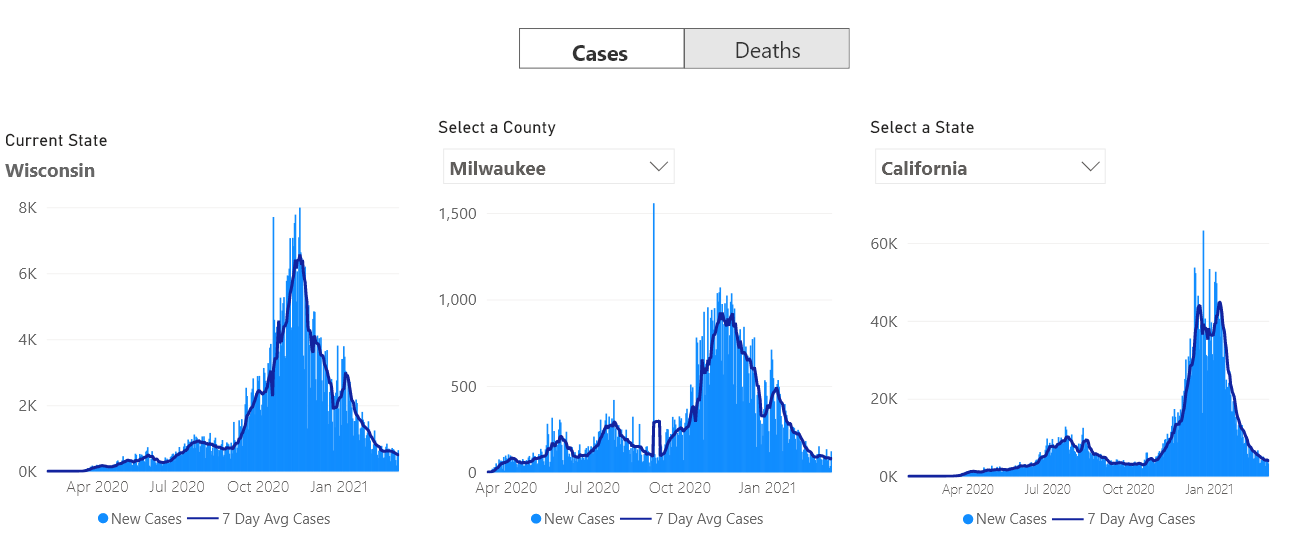 Cases Deaths
Current State
Wisconsin
8K
6K
4K
2K
0K
Apr 2020 Jul 2020 Oct 2020 Jan 2021
New Cases 7 Day Avg Cases
Select a County
Milwaukee
1,500
1,000
500
0
Apr 2020 Jul 2020 Oct 2020 Jan 2021
New Cases 7 Day Avg Cases
Select a State
California
60K
40K
20K
0K
Apr 2020 Jul 2020 Oct 2020 Jan 2021
New Cases 7 Day Avg Cases